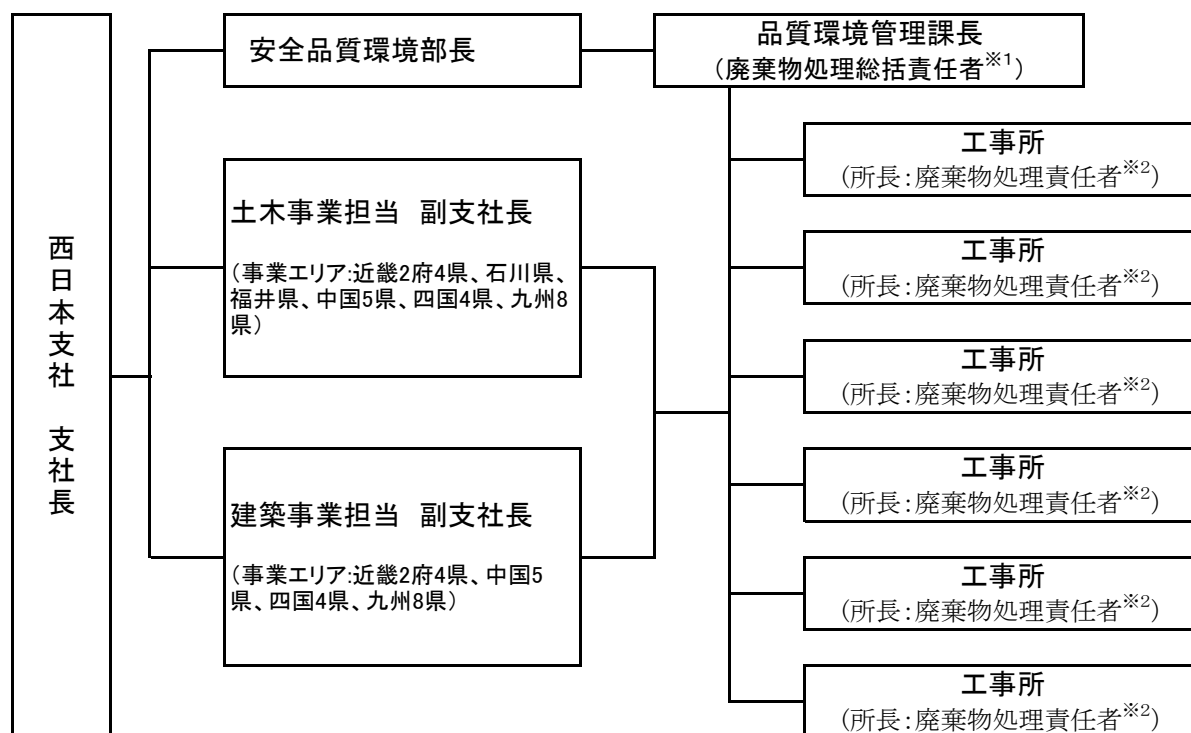 西日本支社　支社長
安全品質環境部長
品質環境管理課長
（廃棄物処理総括責任者※1）
土木事業担当　副支社長
（事業エリア:近畿2府4県、石川県、
福井県、中国5県、四国4県、九州8
県）
建築事業担当　副支社長
（事業エリア:近畿2府4県、中国5
県、四国4県、九州8県）
工事所
(所長:廃棄物処理責任者※2)
工事所
(所長:廃棄物処理責任者※2)
工事所
(所長:廃棄物処理責任者※2)
工事所
(所長:廃棄物処理責任者※2)
工事所
(所長:廃棄物処理責任者※2)
工事所
(所長:廃棄物処理責任者※2)